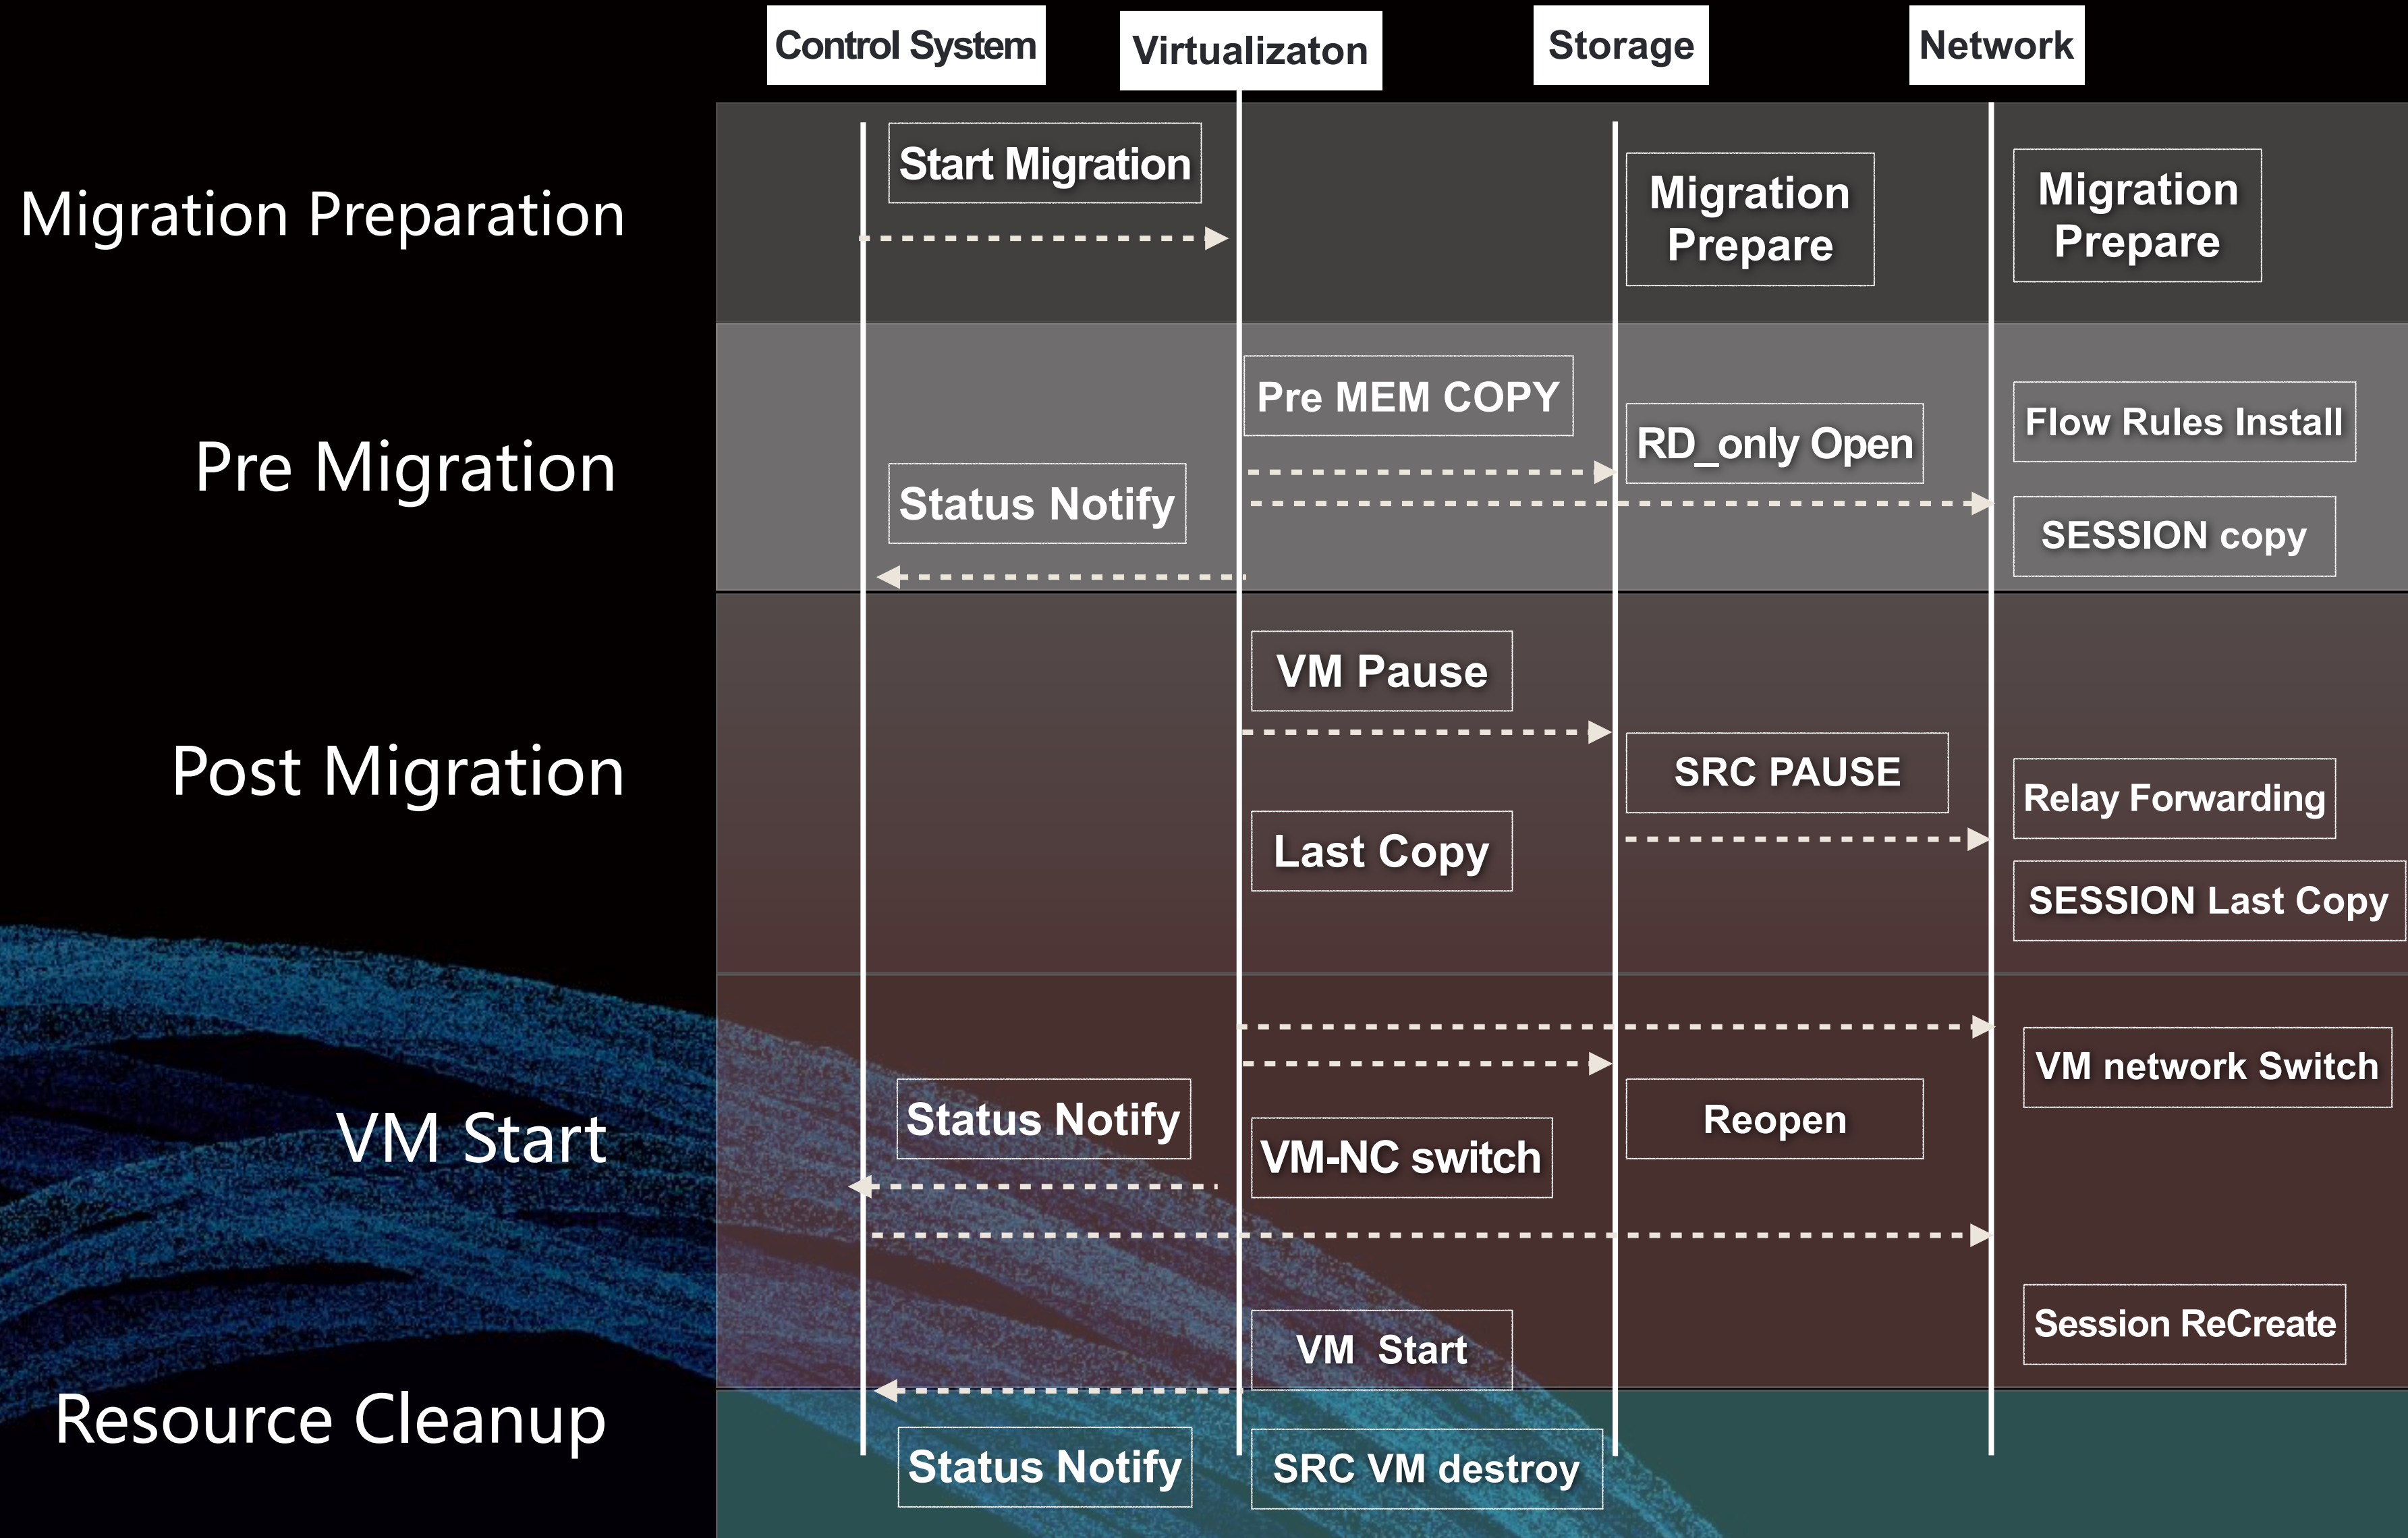 Control System
Virtualizaton
Storage
Network
Migration Preparation
Start Migration
Migration
Prepare
Migration
Prepare
Pre Migration
Pre MEM COPY
RD_only Open
Flow Rules Install
Status Notify
SESSION copy
Post Migration
VM Pause
SRC PAUSE
Relay Forwarding
Last Copy
SESSION Last Copy
VM Start
VM network Switch
Status Notify
Reopen
VM-NC switch
Session ReCreate
VM Start
Resource Cleanup
Status Notify
SRC VM destroy